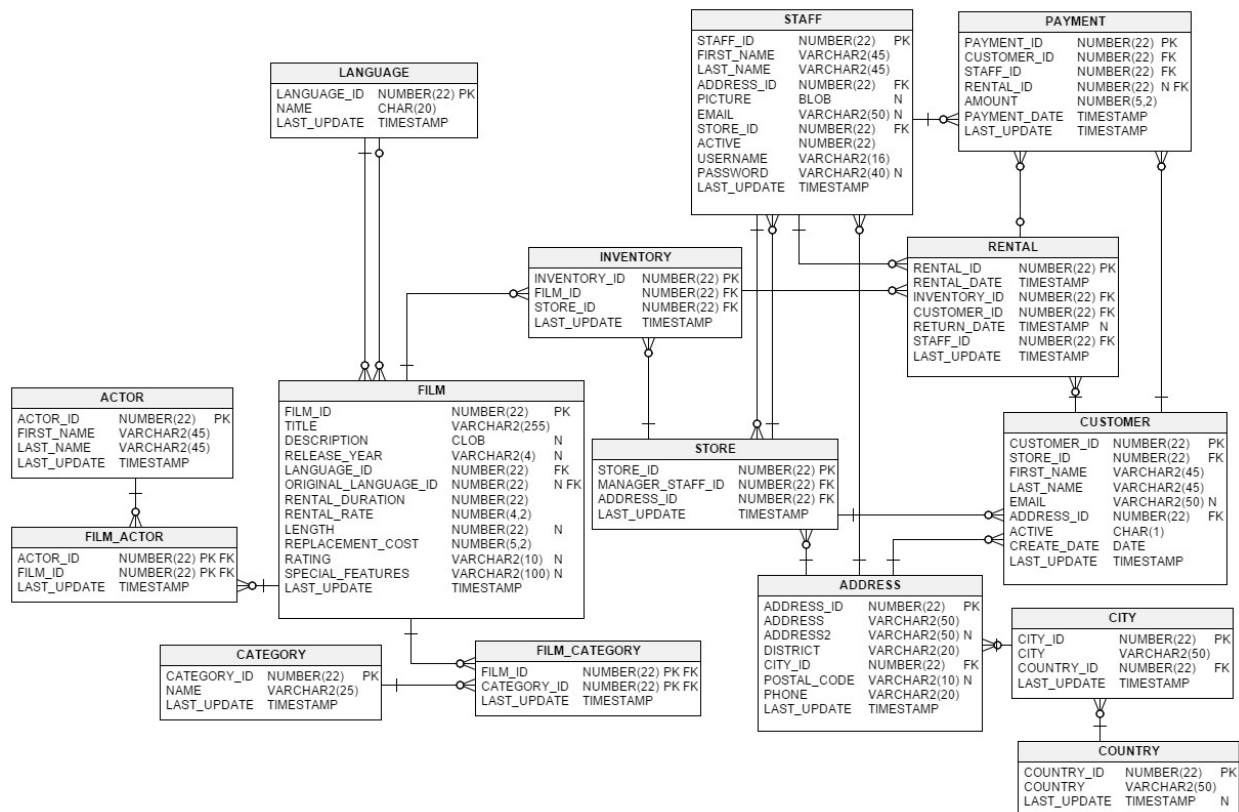 STAFF
STAFF_ID NUMBER(22) PK
FIRST_NAME VARCHAR2(45)
LAST_NAME VARCHAR2(45)
ADDRESS_ID NUMBER(22) FK
PICTURE BLOB N
EMAIL VARCHAR2(50) N
STORE_ID NUMBER(22) FK
ACTIVE NUMBER(22)
USERNAME VARCHAR2(16)
PASSWORD VARCHAR2(40) N
LAST_UPDATE TIMESTAMP
PAYMENT
PAYMENT_ID NUMBER(22) PK
CUSTOMER_ID NUMBER(22) FK
STAFF_ID NUMBER(22) FK
RENTAL_ID NUMBER(22) N FK
AMOUNT NUMBER(5,2)
PAYMENT_DATE TIMESTAMP
LAST_UPDATE TIMESTAMP
LANGUAGE
LANGUAGE_ID NUMBER(22) PK
NAME CHAR(20)
LAST_UPDATE TIMESTAMP
INVENTORY
INVENTORY_ID NUMBER(22) PK
FILM_ID NUMBER(22) FK
STORE_ID NUMBER(22) FK
LAST_UPDATE TIMESTAMP
RENTAL
RENTAL_ID NUMBER(22) PK
RENTAL_DATE TIMESTAMP
INVENTORY_ID NUMBER(22) FK
CUSTOMER_ID NUMBER(22) FK
RETURN_DATE TIMESTAMP N
STAFF_ID NUMBER(22) FK
LAST_UPDATE TIMESTAMP
ACTOR
ACTOR_ID NUMBER(22) PK
FIRST_NAME VARCHAR2(45)
LAST_NAME VARCHAR2(45)
LAST_UPDATE TIMESTAMP
FILM
FILM_ID NUMBER(22) PK
TITLE VARCHAR2(255)
DESCRIPTION CLOB N
RELEASE_YEAR VARCHAR2(4) N
LANGUAGE_ID NUMBER(22) FK
ORIGINAL_LANGUAGE_ID NUMBER(22) N FK
RENTAL_DURATION NUMBER(22)
RENTAL_RATE NUMBER(4,2)
LENGTH NUMBER(22) N
REPLACEMENT_COST NUMBER(5,2)
RATING VARCHAR2(10) N
SPECIAL_FEATURES VARCHAR2(100) N
LAST_UPDATE TIMESTAMP
STORE
STORE_ID NUMBER(22) PK
MANAGER_STAFF_ID NUMBER(22) FK
ADDRESS_ID NUMBER(22) FK
LAST_UPDATE TIMESTAMP
CUSTOMER
CUSTOMER_ID NUMBER(22) PK
STORE_ID NUMBER(22) FK
FIRST_NAME VARCHAR2(45)
LAST_NAME VARCHAR2(45)
EMAIL VARCHAR2(50) N
ADDRESS_ID NUMBER(22) FK
ACTIVE CHAR(1)
CREATE_DATE DATE
LAST_UPDATE TIMESTAMP
FILM_ACTOR
ACTOR_ID NUMBER(22) PK FK
FILM_ID NUMBER(22) PK FK
LAST_UPDATE TIMESTAMP
ADDRESS
ADDRESS_ID NUMBER(22) PK
ADDRESS VARCHAR2(50)
ADDRESS2 VARCHAR2(50) N
DISTRICT VARCHAR2(20)
CITY_ID NUMBER(22) FK
POSTAL_CODE VARCHAR2(10) N
PHONE VARCHAR2(20)
LAST_UPDATE TIMESTAMP
CITY
CITY_ID NUMBER(22) PK
CITY VARCHAR2(50)
COUNTRY_ID NUMBER(22) FK
LAST_UPDATE TIMESTAMP
CATEGORY
CATEGORY_ID NUMBER(22) PK
NAME VARCHAR2(25)
LAST_UPDATE TIMESTAMP
FILM_CATEGORY
FILM_ID NUMBER(22) PK FK
CATEGORY_ID NUMBER(22) PK FK
LAST_UPDATE TIMESTAMP
COUNTRY
COUNTRY_ID NUMBER(22) PK
COUNTRY VARCHAR2(50)
LAST_UPDATE TIMESTAMP N